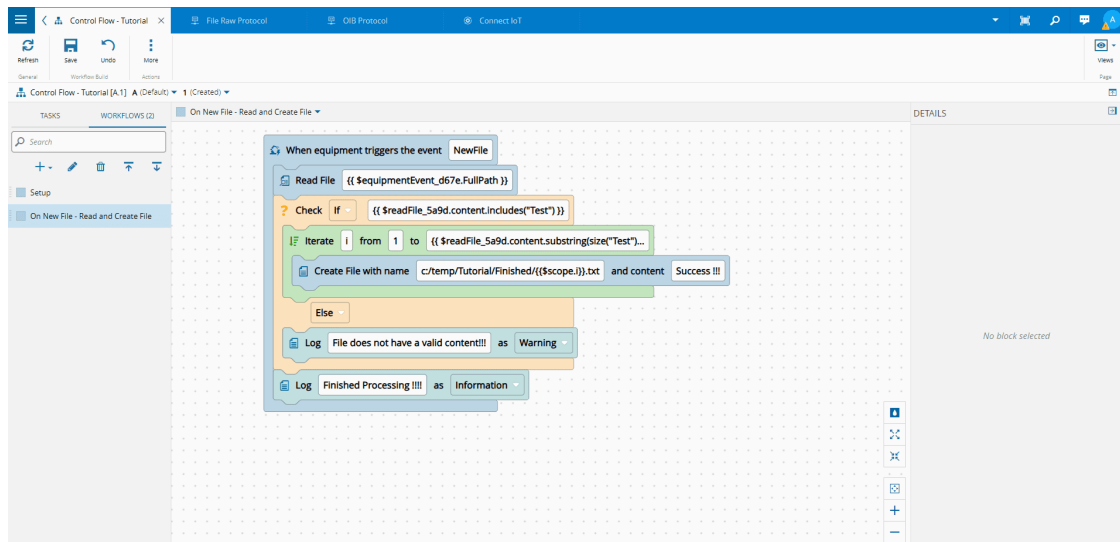 Control Flow - Tutorial
File Raw Protocol
OIB Protocol
Connect IoT
A
Refresh
Save
Undo
More
Views
General
Workflow Build
Actions
Page
Control Flow - Tutorial [A.1] A (Default) 1 (Created)
TASKS
WORKFLOWS (2)
On New File - Read and Create File
DETAILS
Search
Setup
On New File - Read and Create File
When equipment triggers the event NewFile
Read File {{ $equipmentEvent_d67e.FullPath }}
Check If {{ $readFile_5a9d.content.includes("Test") }}
Iterate i from 1 to {{ $readFile_5a9d.content.substring(size("Test")...
Create File with name c:/temp/Tutorial/Finished/{{$scope.i}}.txt and content Success !!!
Else
Log File does not have a valid content!!! as Warning
Log Finished Processing !!!! as Information
No block selected